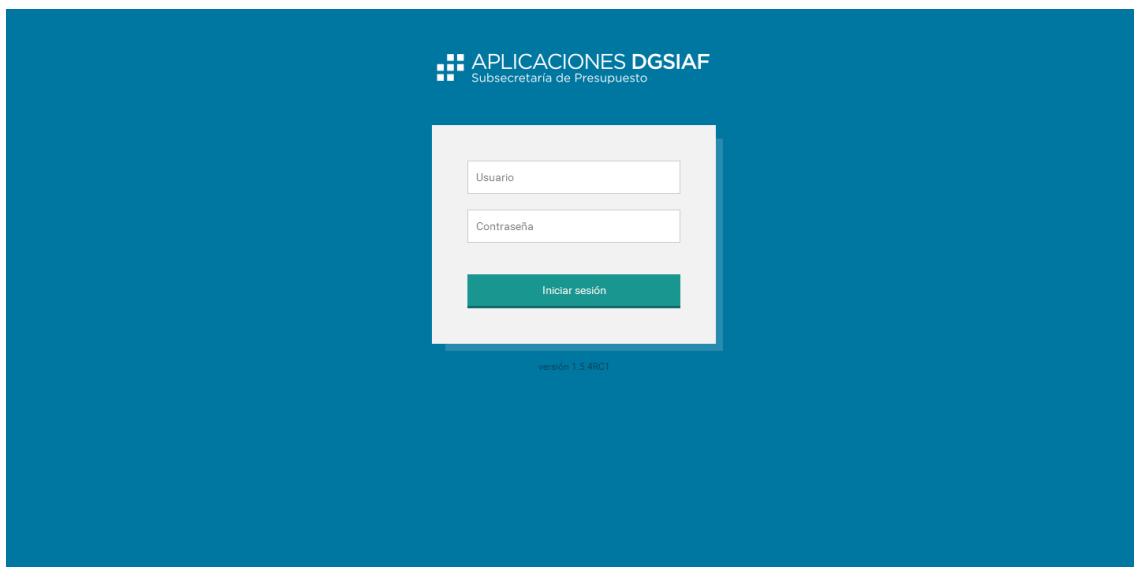 APLICACIONES DGSIAF
Subsecretaría de Presupuesto
Usuario
Contraseña
Iniciar sesión
versión 1.5.4RC1